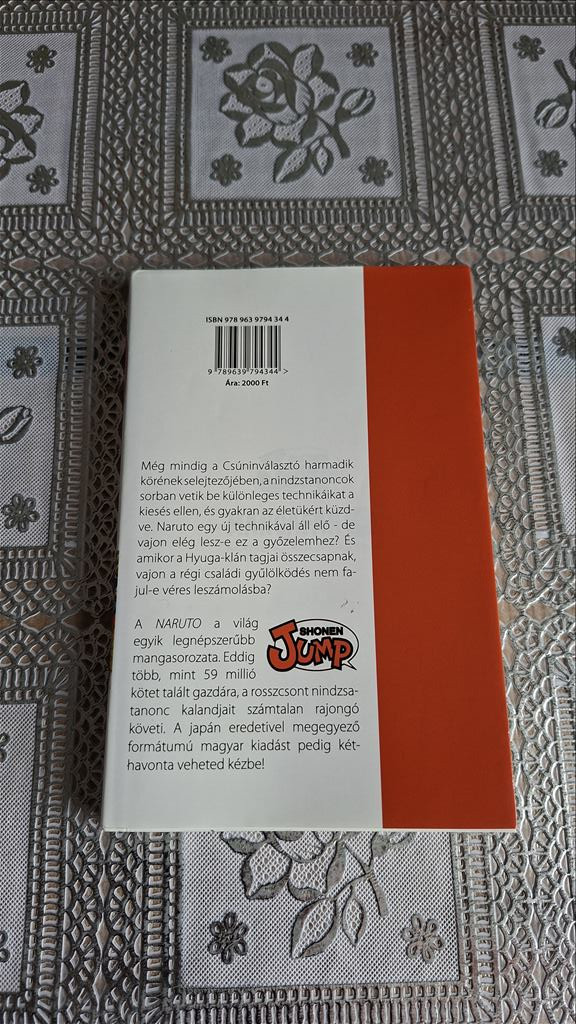 ISBN 978 963 9794 34 4
9 789639 794344 >
Ára: 2000 Ft
Még mindig a Csúninválasztó harmadik
körének selejtezőjében, a nindzstanoncok
sorban vetik be különleges technikáikat a
kiesés ellen, és gyakran az életükért küzd-
ve. Naruto egy új technikával áll elő - de
vajon elég lesz-e ez a győzelemhez? És
amikor a Hyuga-klán tagjai összecsapnak,
vajon a régi családi gyűlölködés nem fa-
jul-e véres leszámolásba?
A NARUTO a világ
egyik legnépszerűbb
mangasorozata. Eddig
több, mint 59 millió
SHONEN
JUMP
kötet talált gazdára, a rosszcsont nindzsa-
tanonc kalandjait számtalan rajongó
követi. A japán eredetivel megegyező
formátumú magyar kiadást pedig két-
havonta veheted kézbe!